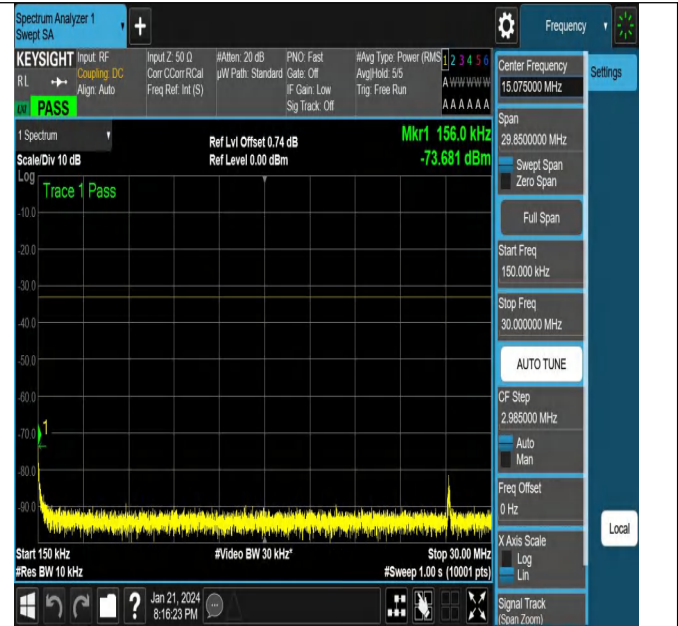 Spectrum Analyzer 1
Swept SA
Frequency
KEYSIGHT
RL
PASS
Input: RF
Coupling: DC
Align: Auto
Input Z: 50 Ω
Corr CCorr RCal
Freq Ref: Int (S)
#Atten: 20 dB
µW Path: Standard
PNO: Fast
Gate: Off
IF Gain: Low
Sig Track: Off
#Avg Type: Power (RMS
Avg|Hold: 5/5
Trig: Free Run
1 2 3 4 5 6
A W W W W W
A A A A A A
1 Spectrum
Scale/Div 10 dB
Log
Ref Lvl Offset 0.74 dB
Ref Level 0.00 dBm
Mkr1 156.0 kHz
-73.681 dBm
Trace 1 Pass
-10.0
-20.0
-30.0
-40.0
-50.0
-60.0
-70.0
-80.0
-90.0
1
Start 150 kHz
#Res BW 10 kHz
#Video BW 30 kHz*
Stop 30.00 MHz
#Sweep 1.00 s (10001 pts)
Jan 21, 2024
8:16:23 PM
Center Frequency
15.075000 MHz
Settings
Span
29.8500000 MHz
Swept Span
Zero Span
Full Span
Start Freq
150.000 kHz
Stop Freq
30.000000 MHz
AUTO TUNE
CF Step
2.985000 MHz
Auto
Man
Freq Offset
0 Hz
X Axis Scale
Log
Lin
Local
Signal Track
(Span Zoom)